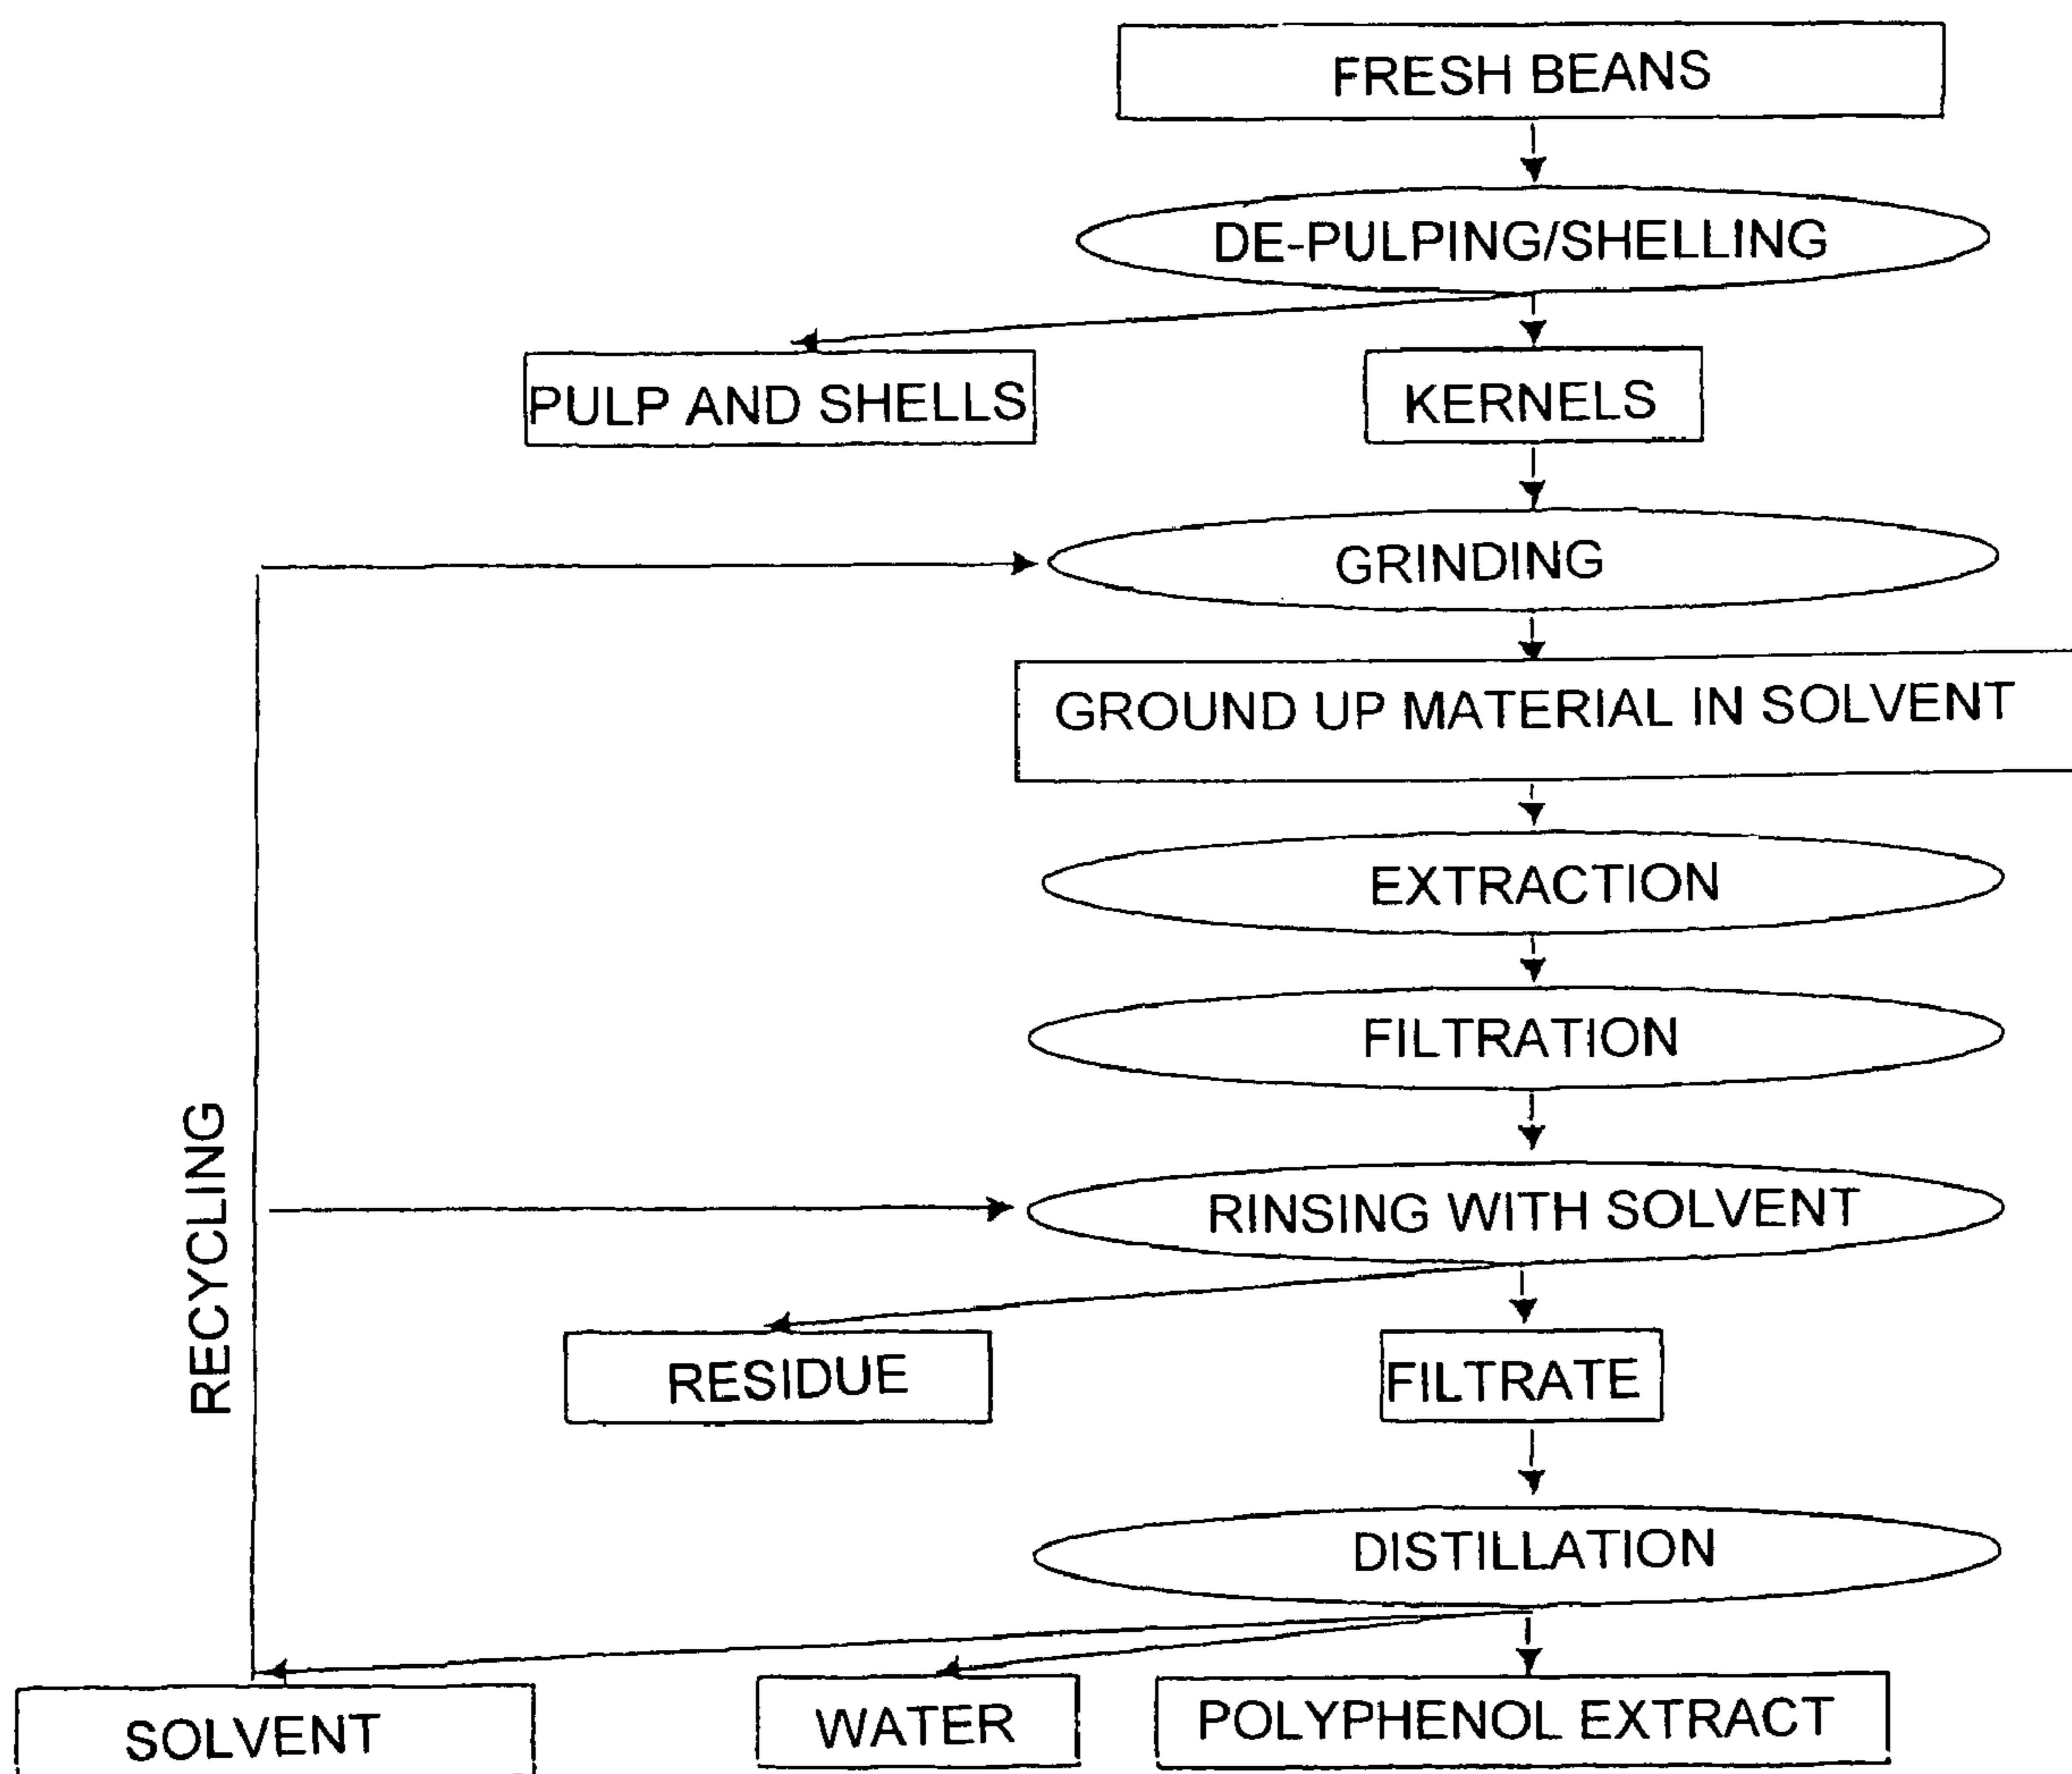 FRESH BEANS
DE-PULPING/SHELLING
PULP AND SHELLS
KERNELS
GRINDING
GROUND UP MATERIAL IN SOLVENT
EXTRACTION
FILTRATION
RECYCLING
RINSING WITH SOLVENT
RESIDUE
FILTRATE
DISTILLATION
SOLVENT
WATER
POLYPHENOL EXTRACT